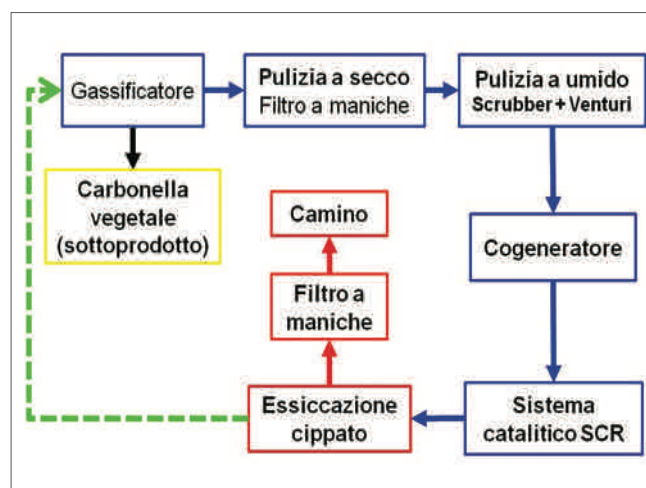 Gassificatore
Pulizia a secco
Filtro a maniche
Pulizia a umido
Scrubber + Venturi
Carbonella
vegetale
(sottoprodotto)
Camino
Cogeneratore
Filtro a
maniche
Essiccazione
cippato
Sistema
catalitico SCR